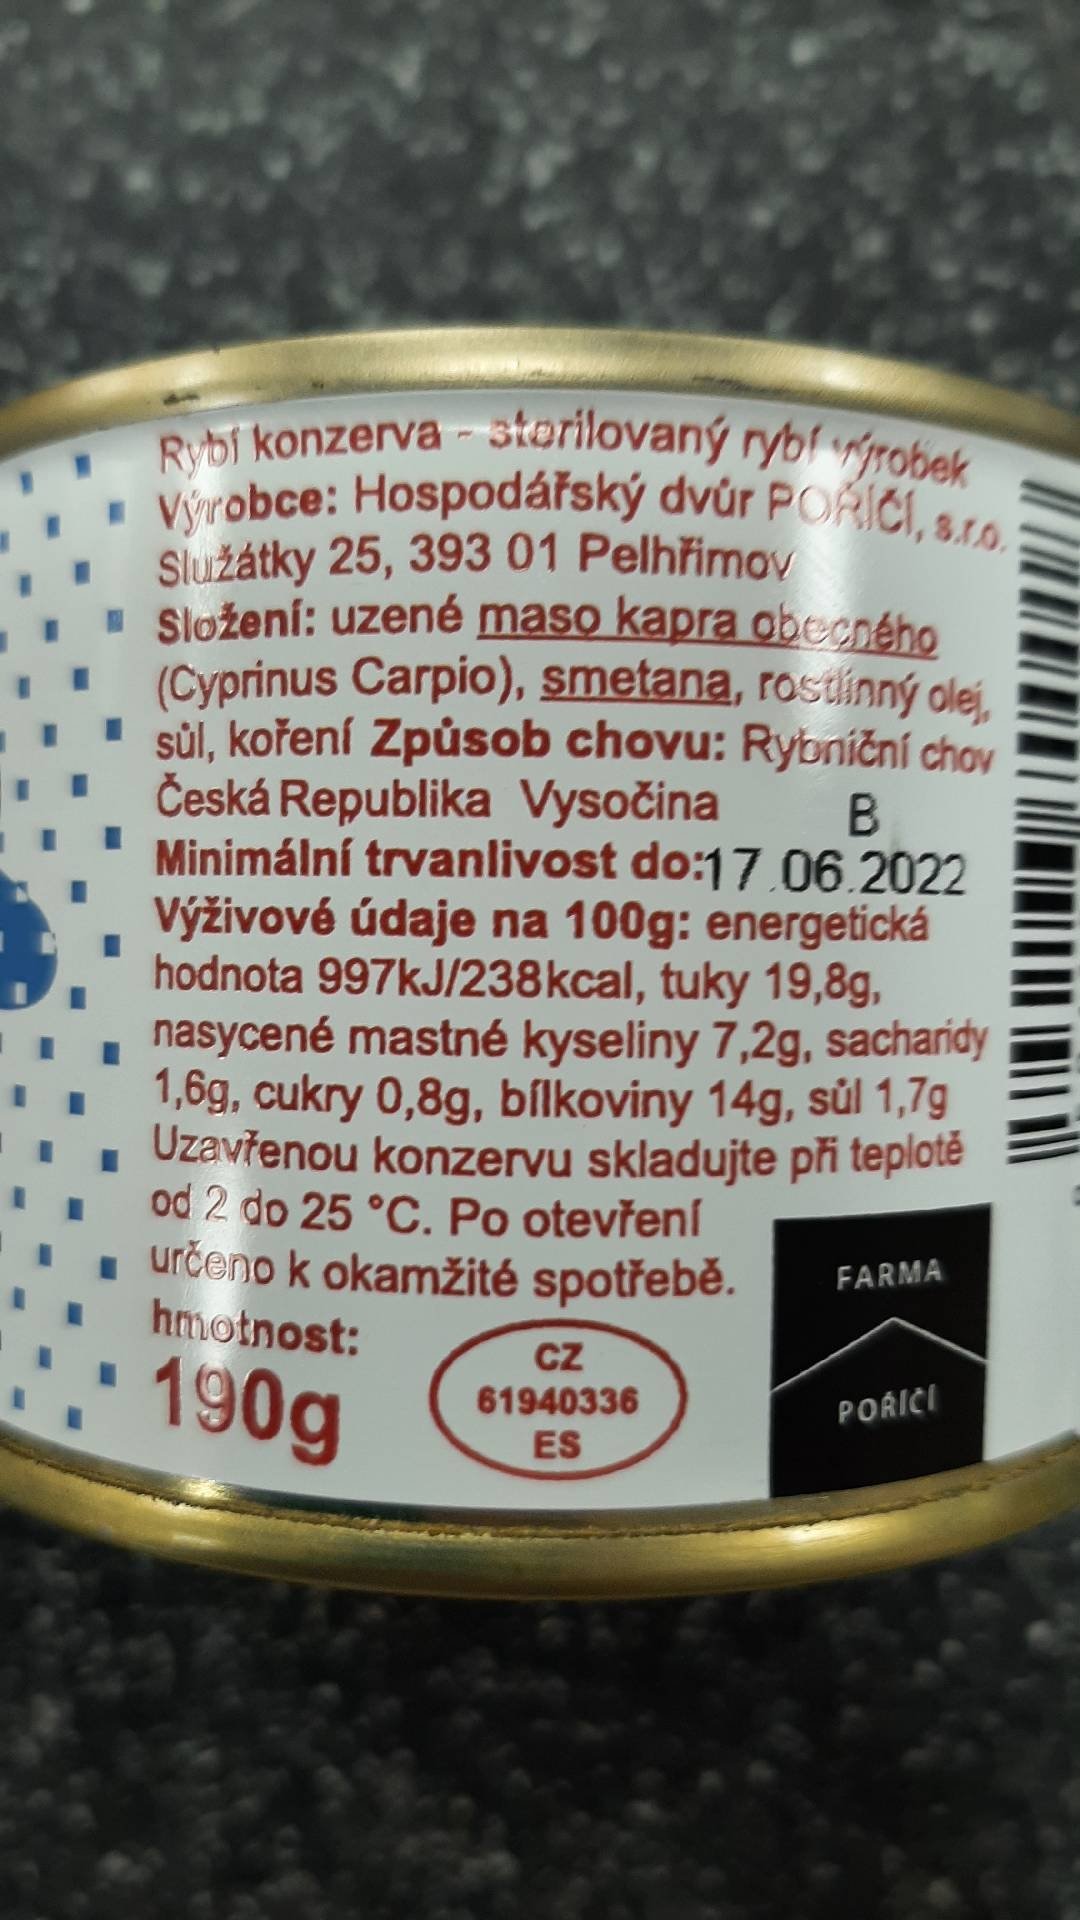 Rybí konzerva - sterilovaný rybí výrobek
Výrobce: Hospodářský dvůr POŘÍČÍ, s.r.o.
Služátky 25, 393 01 Pelhřimov
Složení: uzené maso kapra obecného
(Cyprinus Carpio), smetana, rostlinný olej,
sůl, koření Způsob chovu: Rybniční chov
Česká Republika Vysočina
B
Minimální trvanlivost do:17.06.2022
Výživové údaje na 100g: energetická
hodnota 997kJ/238kcal, tuky 19,8g,
nasycené mastné kyseliny 7,2g, sacharidy
1,6g, cukry 0,8g, bílkoviny 14g, sůl 1,7g
Uzavřenou konzervu skladujte při teplotě
od 2 do 25 °C. Po otevření
určeno k okamžité spotřebě.
hmotnost:
190g
CZ
61940336
ES
FARMA
POŘÍČÍ